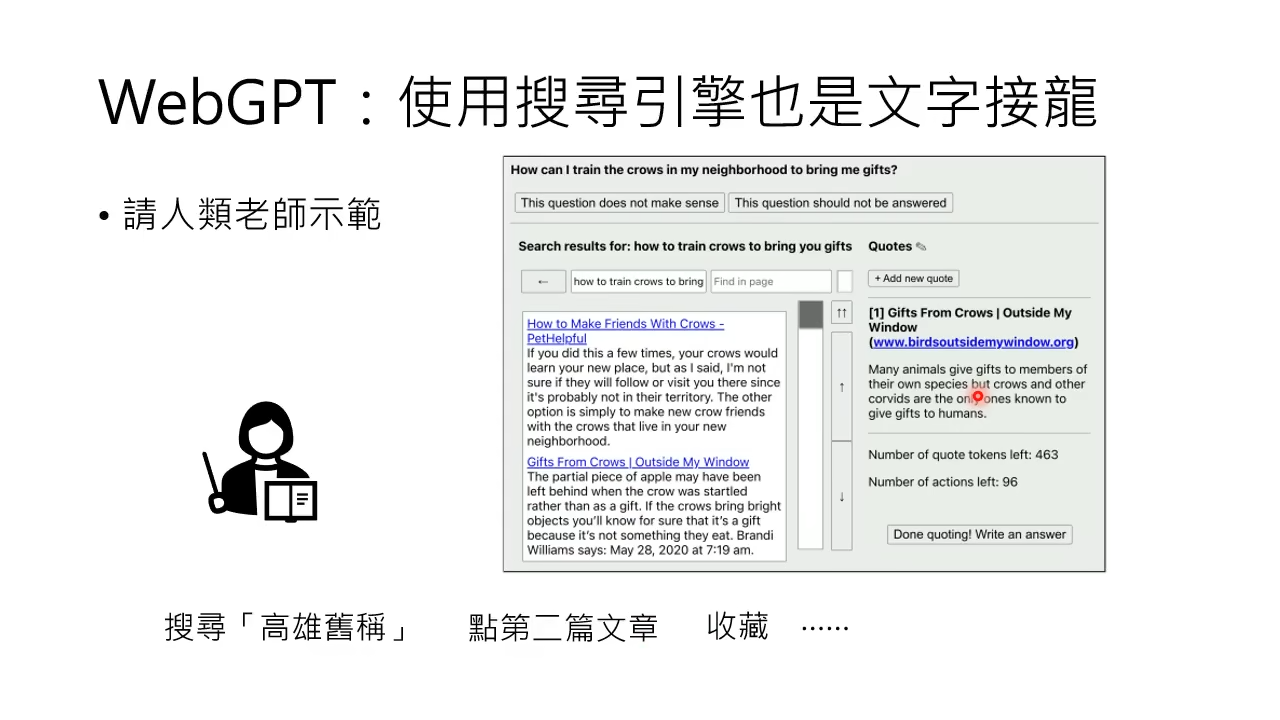 WebGPT：使用搜尋引擎也是文字接龍
• 請人類老師示範
How can I train the crows in my neighborhood to bring me gifts?
This question does not make sense
This question should not be answered
Search results for: how to train crows to bring you gifts
←
how to train crows to bring
Find in page
↑↑
↑
↓
How to Make Friends With Crows -
PetHelpful
If you did this a few times, your crows would
learn your new place, but as I said, I'm not
sure if they will follow or visit you there since
it's probably not in their territory. The other
option is simply to make new crow friends
with the crows that live in your new
neighborhood.
Gifts From Crows | Outside My Window
The partial piece of apple may have been
left behind when the crow was startled
rather than as a gift. If the crows bring bright
objects you’ll know for sure that it’s a gift
because it’s not something they eat. Brandi
Williams says: May 28, 2020 at 7:19 am.
Quotes ✎
+ Add new quote
[1] Gifts From Crows | Outside My
Window
(www.birdsoutsidemywindow.org)
Many animals give gifts to members of
their own species but crows and other
corvids are the only ones known to
give gifts to humans.
Number of quote tokens left: 463
Number of actions left: 96
Done quoting! Write an answer
搜尋「高雄舊稱」 點第二篇文章 收藏 ⋯⋯